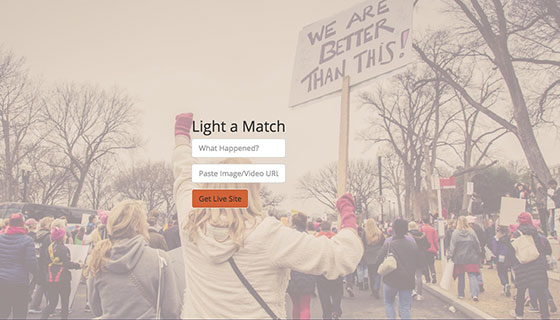 WE ARE
BETTER
THAN THIS!
Light a Match
What Happened?
Paste Image/Video URL
Get Live Site